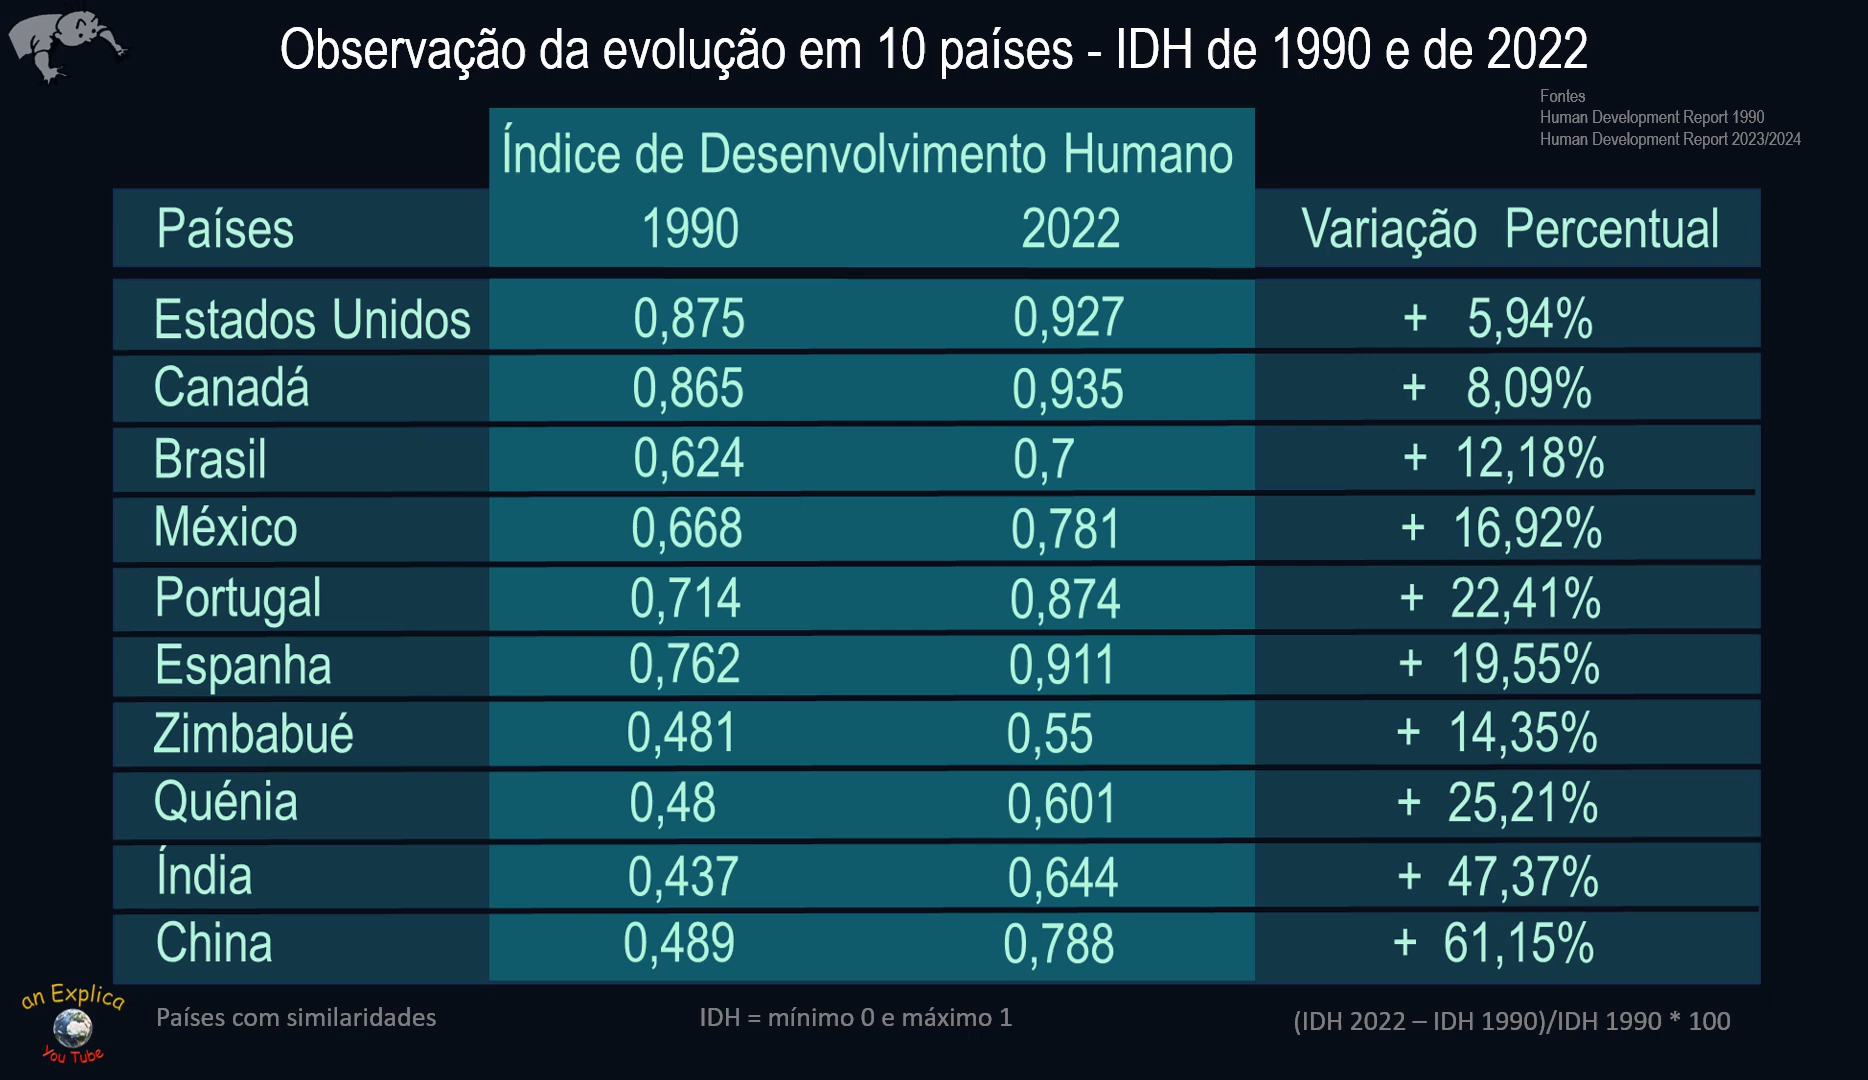 Observação da evolução em 10 países - IDH de 1990 e de 2022
Fontes
Human Development Report 1990
Human Development Report 2023/2024
Índice de Desenvolvimento Humano
Países 1990 2022 Variação Percentual
Estados Unidos 0,875 0,927 + 5,94%
Canadá 0,865 0,935 + 8,09%
Brasil 0,624 0,7 + 12,18%
México 0,668 0,781 + 16,92%
Portugal 0,714 0,874 + 22,41%
Espanha 0,762 0,911 + 19,55%
Zimbabué 0,481 0,55 + 14,35%
Quénia 0,48 0,601 + 25,21%
Índia 0,437 0,644 + 47,37%
China 0,489 0,788 + 61,15%
an Explica
You Tube
Países com similaridades IDH = mínimo 0 e máximo 1 (IDH 2022 – IDH 1990)/IDH 1990 * 100